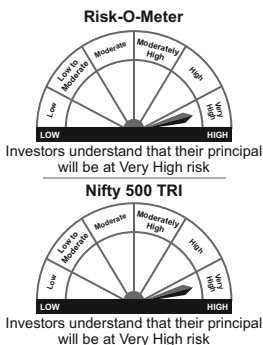 Risk-O-Meter
Low
Low to
Moderate
Moderate
Moderately
High
High
Very
High
LOW HIGH
Investors understand that their principal
will be at Very High risk
Nifty 500 TRI
Low
Low to
Moderate
Moderate
Moderately
High
High
Very
High
LOW HIGH
Investors understand that their principal
will be at Very High risk